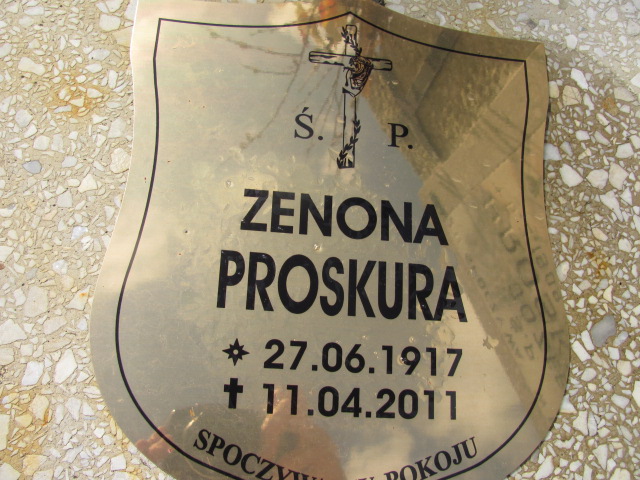 Ś. P.
ZENONA
PROSKURA
27.06.1917
11.04.2011
POKOJU